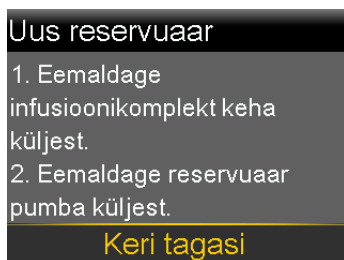 Uus reservuaar
1. Eemaldage
infusioonikomplekt keha
küljest.
2. Eemaldage reservuaar
pumba küljest.
Keri tagasi